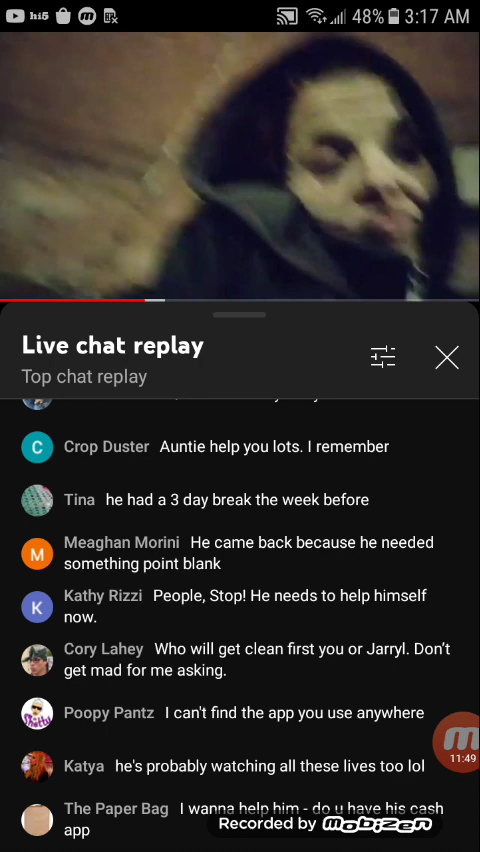 hi5 48% 3:17 AM
Live chat replay
Top chat replay
C Crop Duster Auntie help you lots. I remember
Tina he had a 3 day break the week before
M Meaghan Morini He came back because he needed
something point blank
K Kathy Rizzi People, Stop! He needs to help himself
now.
Cory Lahey Who will get clean first you or Jarryl. Don't
get mad for me asking.
Poopy Pantz I can't find the app you use anywhere
11:49
Katya he's probably watching all these lives too lol
The Paper Bag I wanna help him - do u have his cash
app
Recorded by mobizen